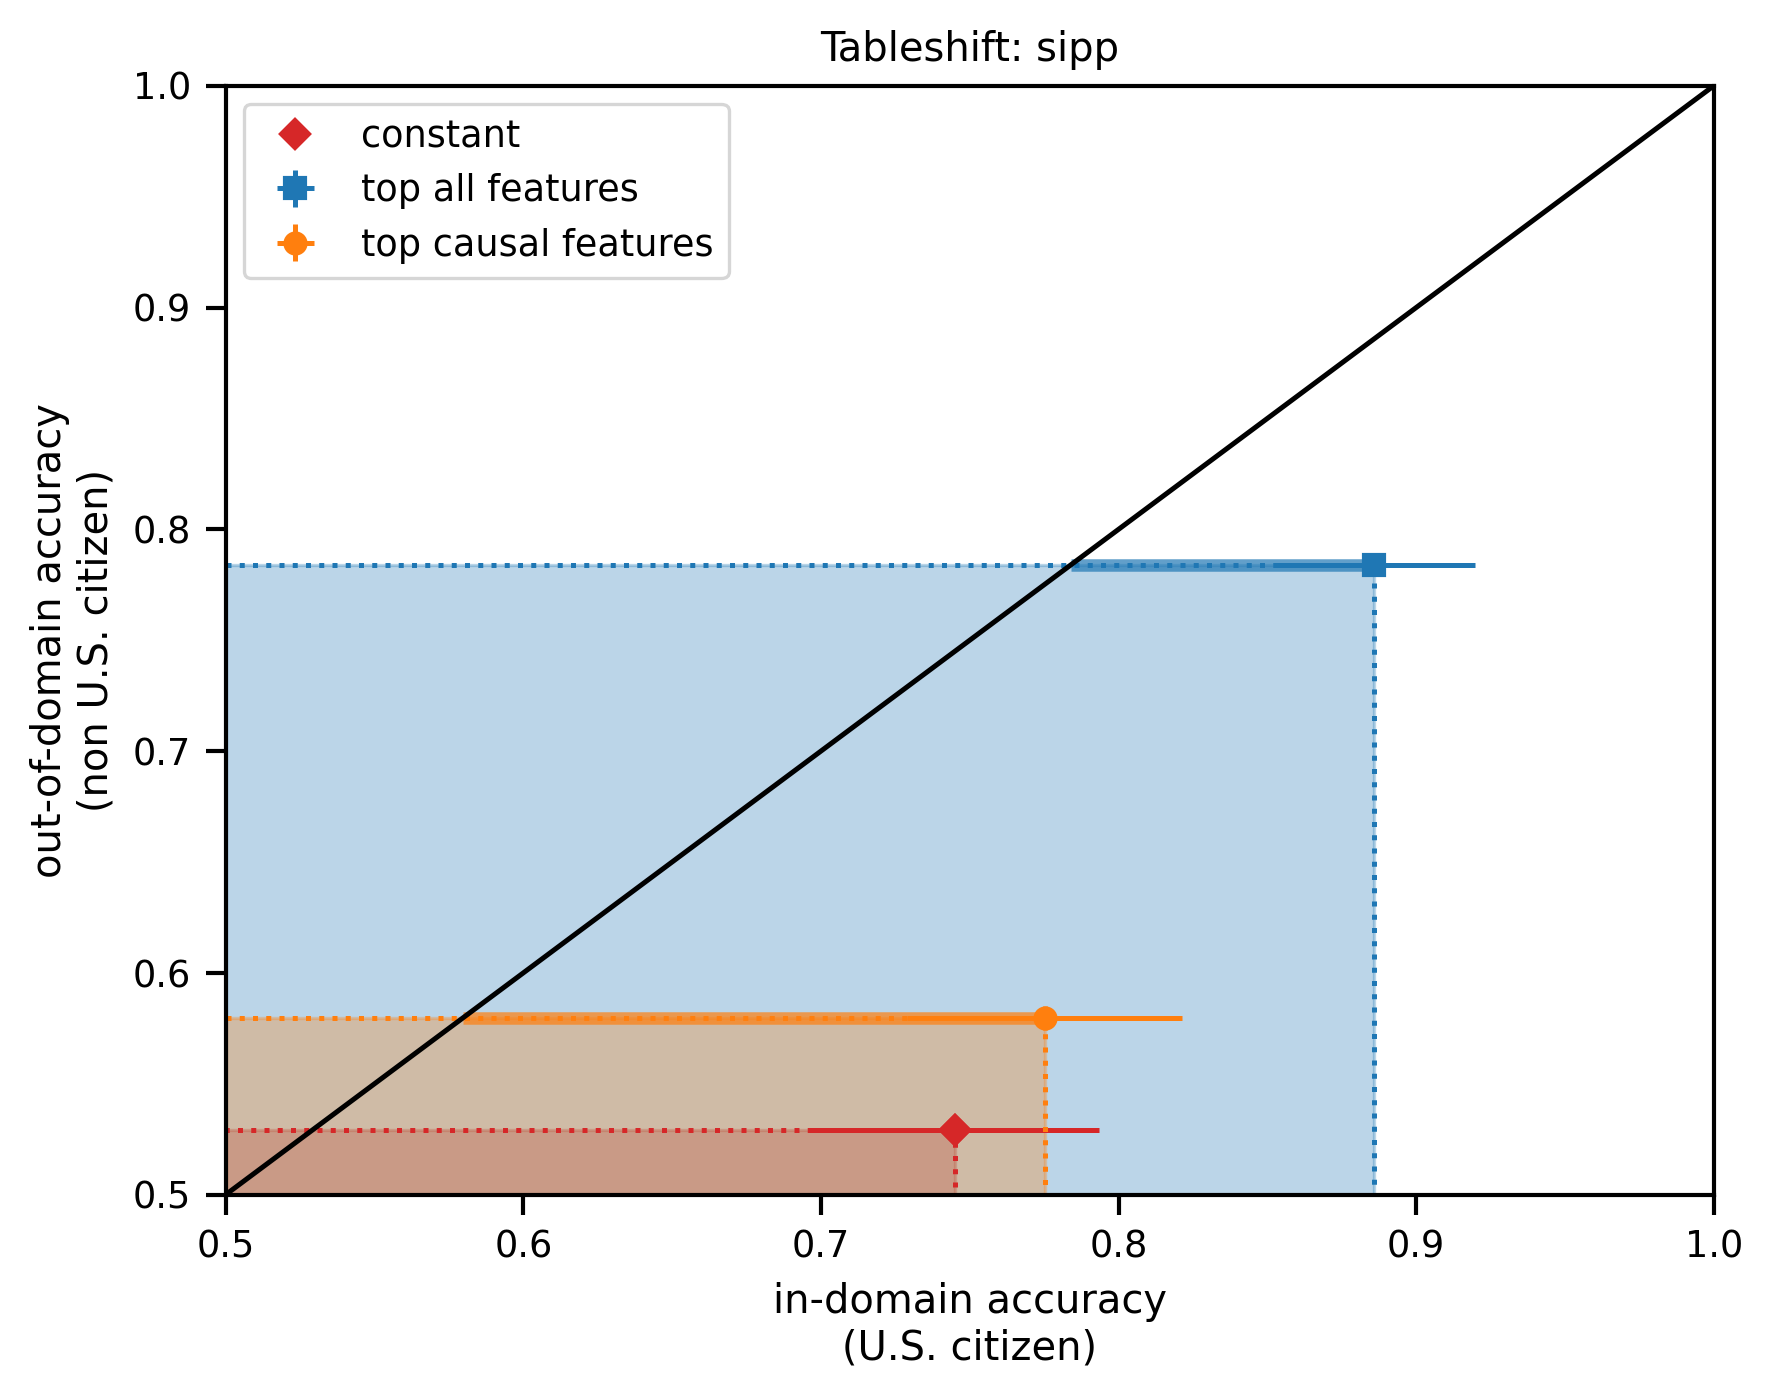 Tableshift: sipp
1.0
0.9
0.8
0.7
0.6
0.5
out-of-domain accuracy
(non U.S. citizen)
constant
top all features
top causal features
0.5
0.6
0.7
0.8
0.9
1.0
in-domain accuracy
(U.S. citizen)